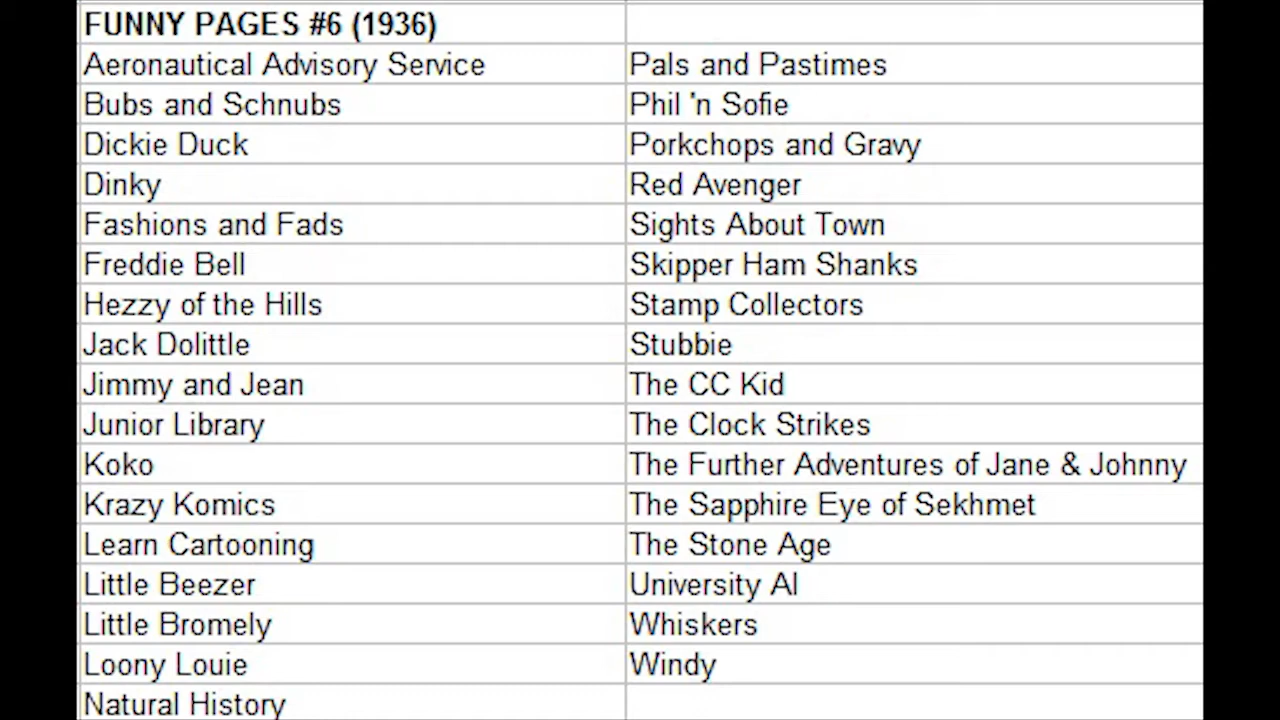 FUNNY PAGES #6 (1936)
Aeronautical Advisory Service
Bubs and Schnubs
Dickie Duck
Dinky
Fashions and Fads
Freddie Bell
Hezzy of the Hills
Jack Dolittle
Jimmy and Jean
Junior Library
Koko
Krazy Komics
Learn Cartooning
Little Beezer
Little Bromely
Loony Louie
Natural History
Pals and Pastimes
Phil 'n Sofie
Porkchops and Gravy
Red Avenger
Sights About Town
Skipper Ham Shanks
Stamp Collectors
Stubbie
The CC Kid
The Clock Strikes
The Further Adventures of Jane & Johnny
The Sapphire Eye of Sekhmet
The Stone Age
University Al
Whiskers
Windy